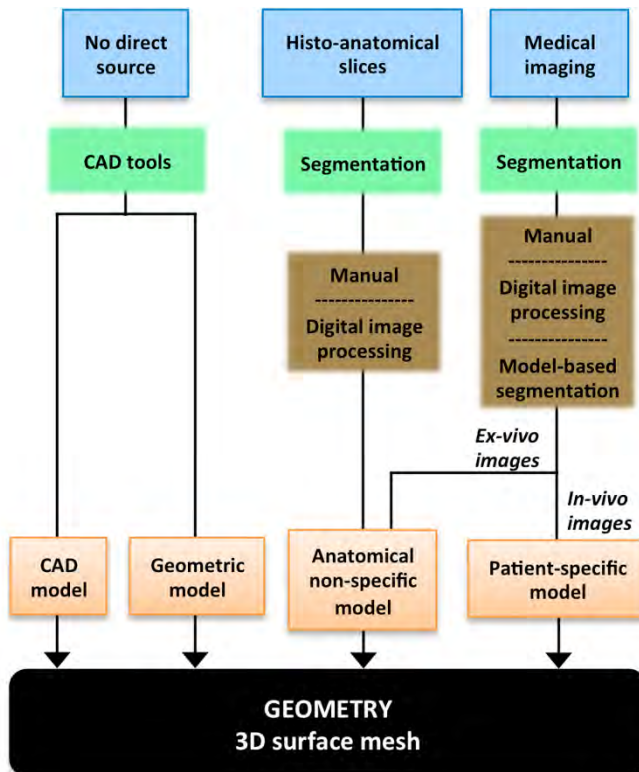 No direct
source
Histo-anatomical
slices
Medical
imaging
CAD tools
Segmentation
Segmentation
Manual
---------------
Digital image
processing
Manual
---------------
Digital image
processing
---------------
Model-based
segmentation
Ex-vivo
images
In-vivo
images
CAD
model
Geometric
model
Anatomical
non-specific
model
Patient-specific
model
GEOMETRY
3D surface mesh